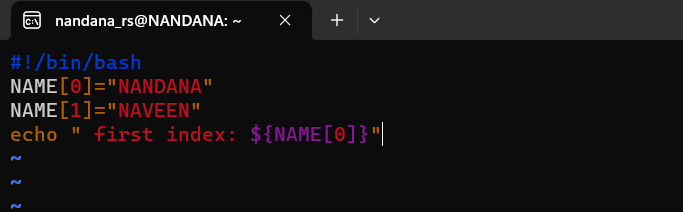 nandana_rs@NANDANA: ~
#!/bin/bash
NAME[0]="NANDANA"
NAME[1]="NAVEEN"
echo " first index: ${NAME[0]}"
~
~
~